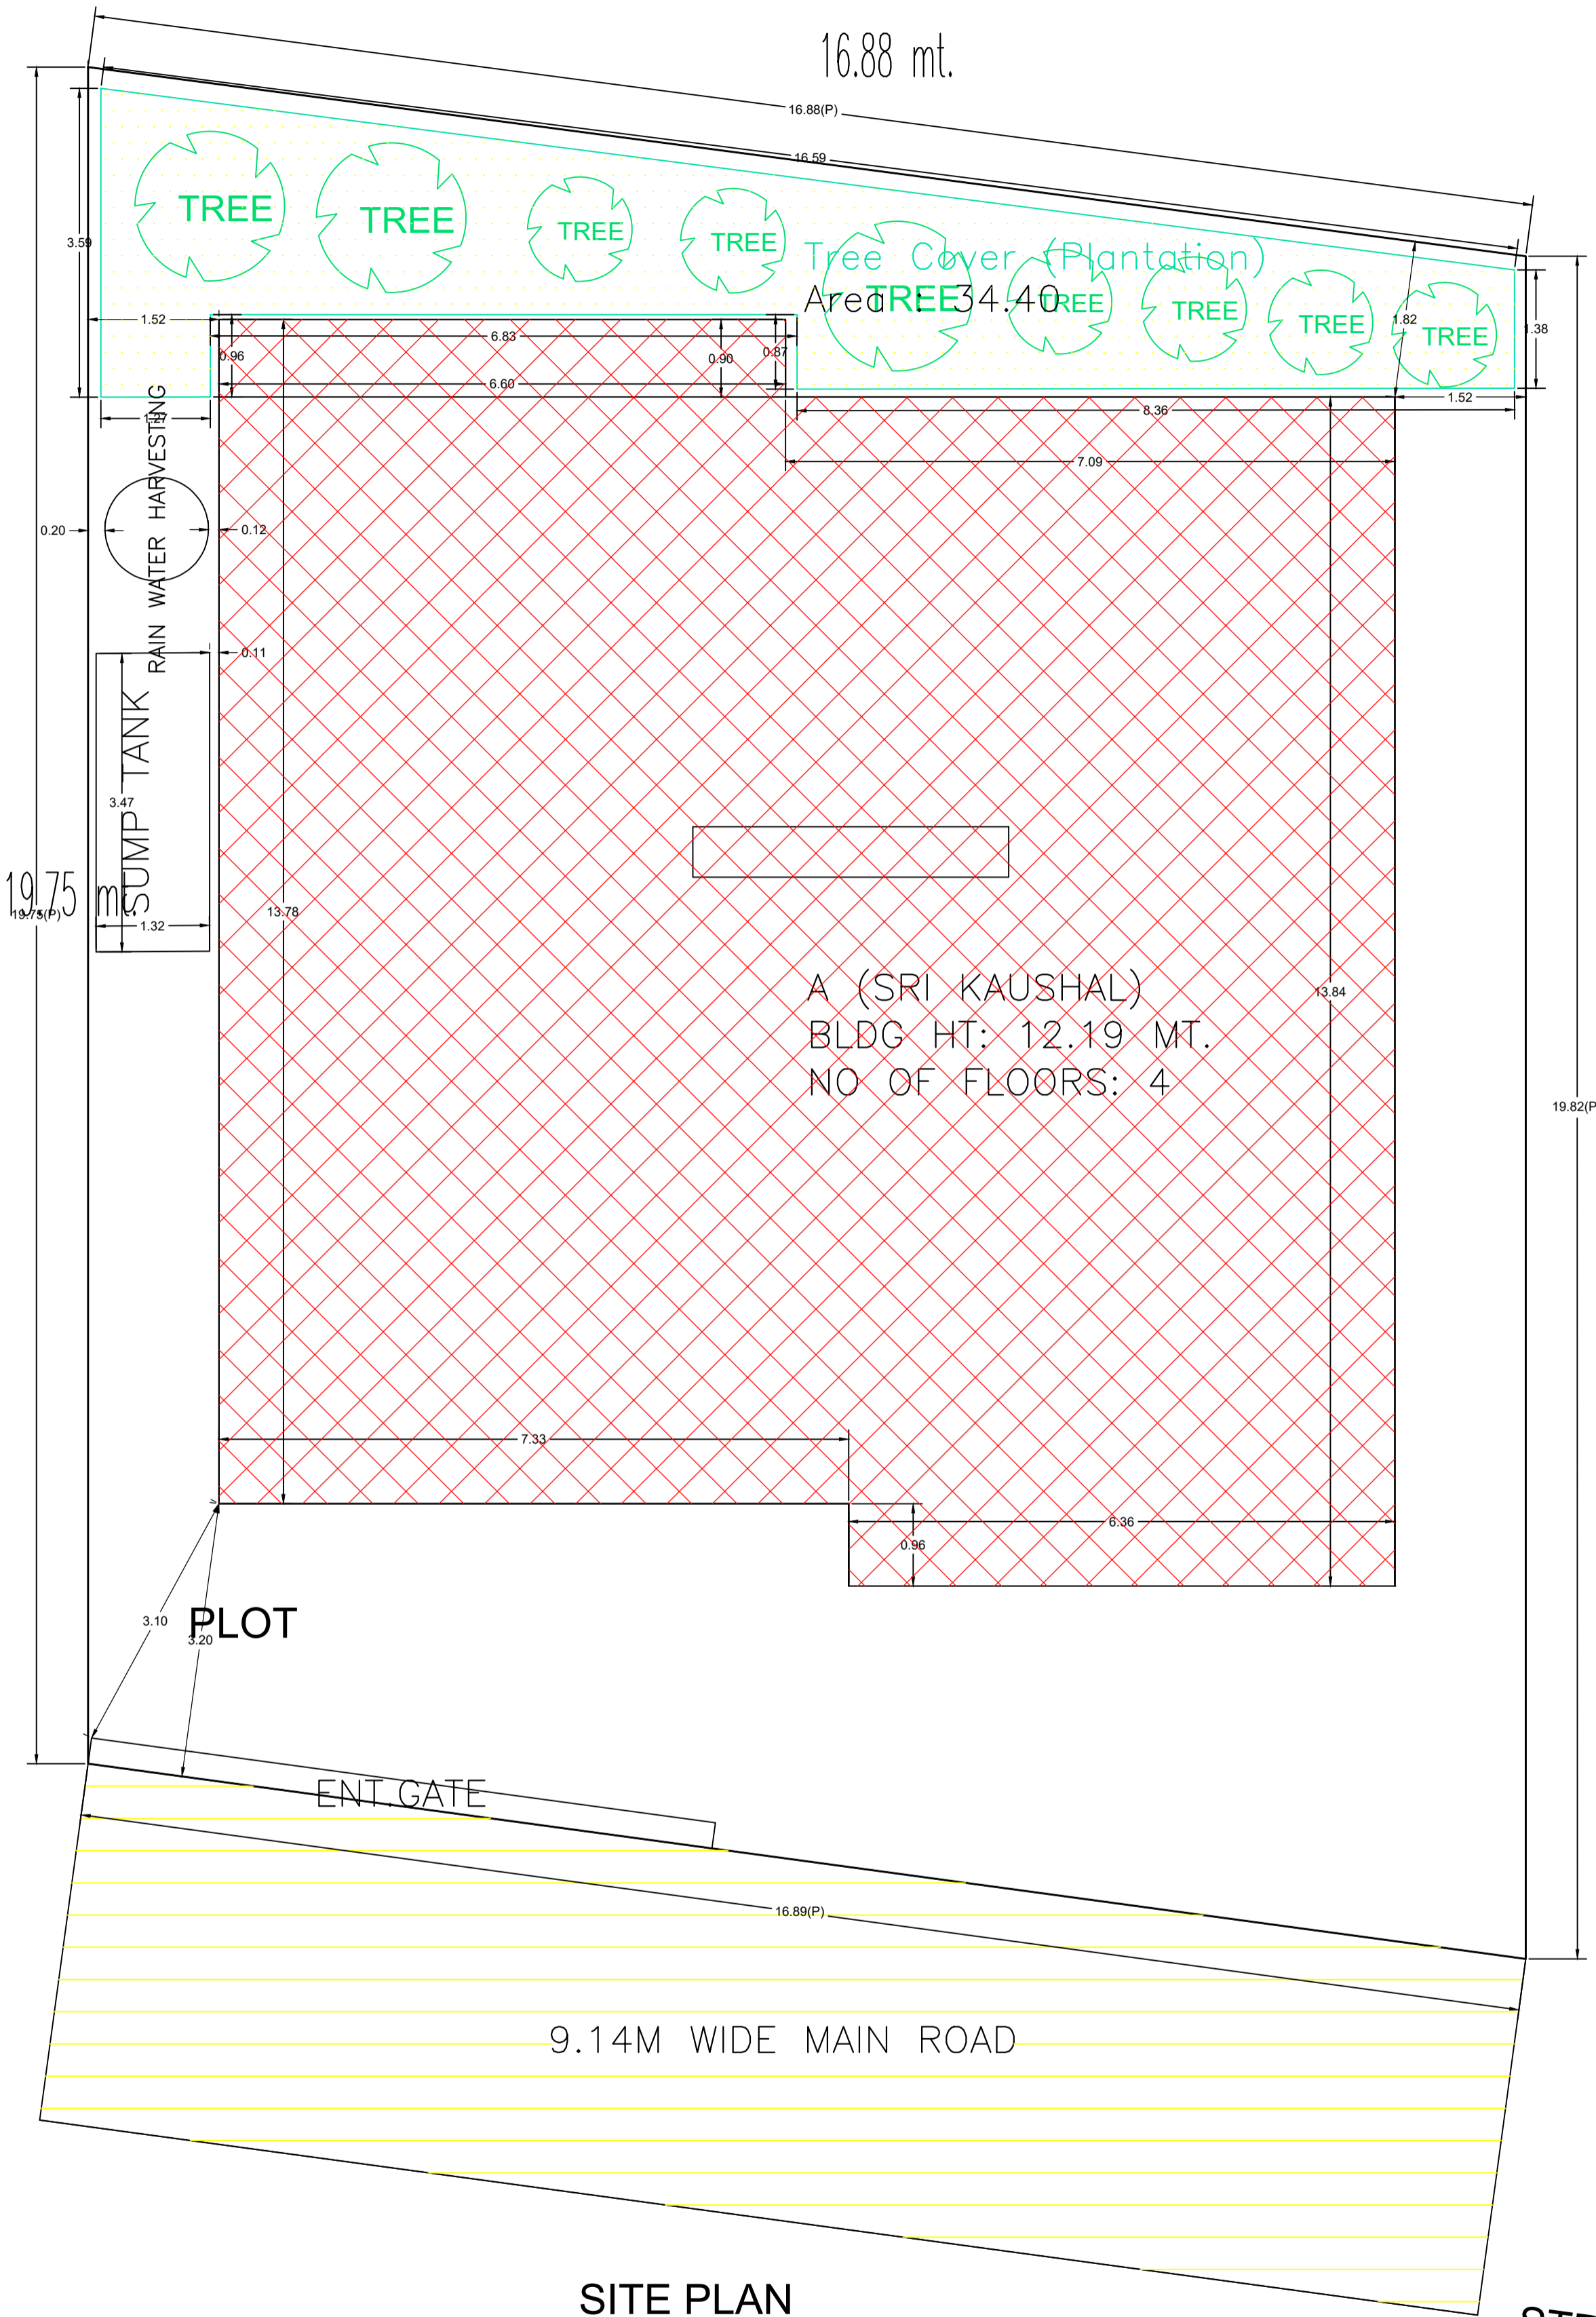 16.88 mt.
16.88(P)
16.59
TREE
TREE
TREE
TREE
TREE
TREE
TREE
TREE
TREE
Tree Cover (Plantation)
Area : 34.40
3.59
1.52
6.83
0.96
0.90
0.87
6.60
1.82
1.38
1.27
8.36
1.52
7.09
RAIN WATER HARVESTING
0.20
0.12
0.11
SUMP TANK
3.47
1.32
19.75 mt.
19.75(P)
13.78
A (SRI KAUSHAL)
BLDG HT: 12.19 MT.
NO OF FLOORS: 4
13.84
19.82(P
7.33
6.36
0.96
3.10
3.20
PLOT
ENT.GATE
16.89(P)
9.14M WIDE MAIN ROAD
SITE PLAN